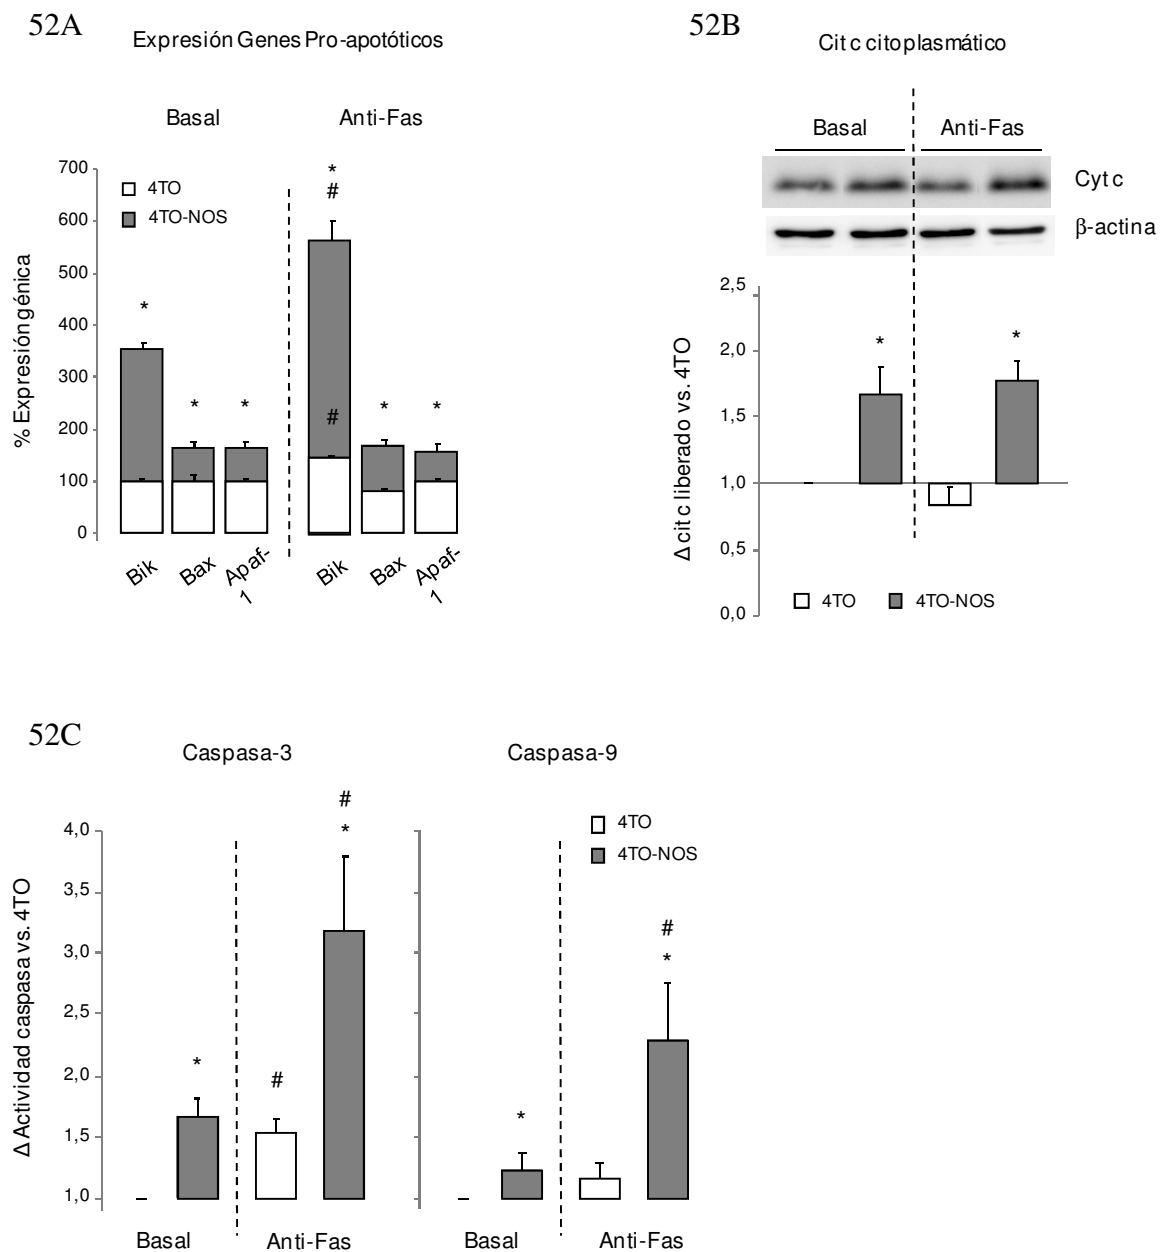 52A
Expresión Genes Pro-apotóticos
Basal
Anti-Fas
% Expresión génica
700
600
500
400
300
200
100
0
4TO
4TO-NOS
*
*
*
*
#
#
*
*
Bik
Bax
Apaf-
1
Bik
Bax
Apaf-
1
52B
Cit c citoplasmático
Basal
Anti-Fas
Cyt c
β-actina
Δ cit c liberado vs. 4TO
2,5
2,0
1,5
1,0
0,5
0,0
*
*
4TO
4TO-NOS
52C
Caspasa-3
Caspasa-9
Δ Actividad caspasa vs. 4TO
4,0
3,5
3,0
2,5
2,0
1,5
1,0
*
#
#
*
4TO
4TO-NOS
*
#
*
Basal
Anti-Fas
Basal
Anti-Fas